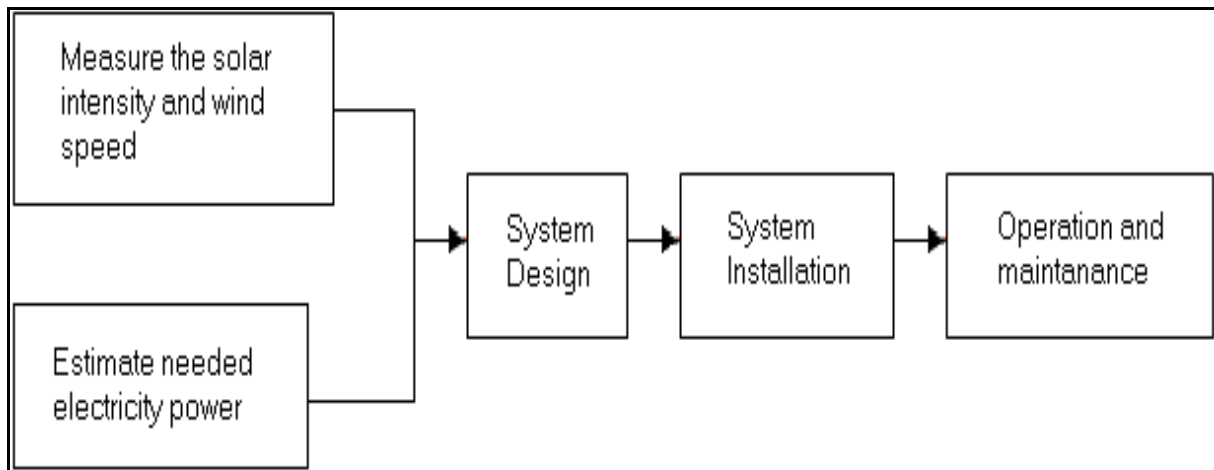 Measure the solar
intensity and wind
speed
Estimate needed
electricity power
System
Design
System
Installation
Operation and
maintanance